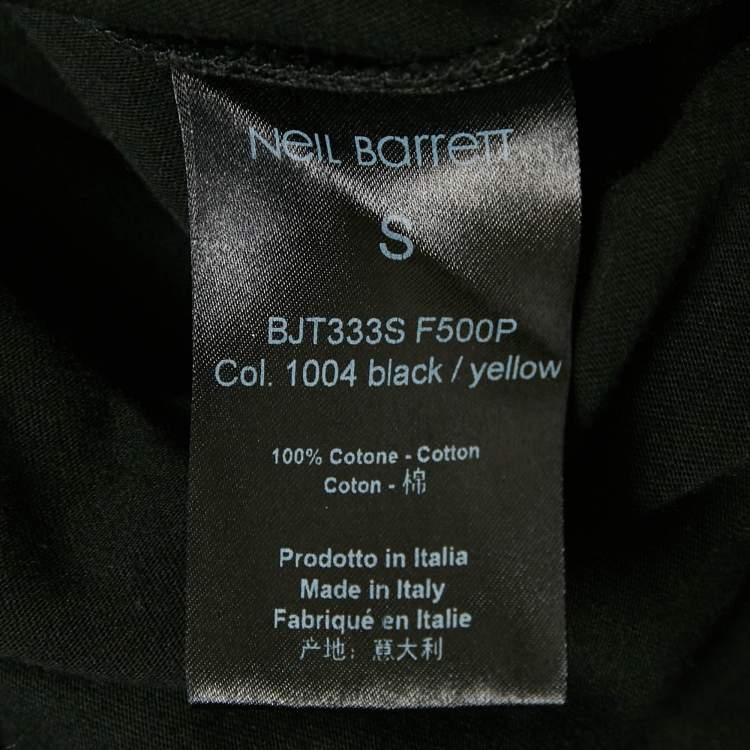 Neil Barrett
S
BJT333S F500P
Col. 1004 black / yellow
100% Cotone - Cotton
Coton - 棉
Prodotto in Italia
Made in Italy
Fabriqué en Italie
产地: 意大利